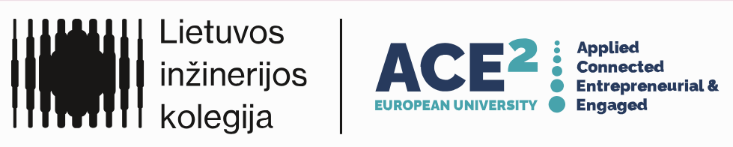 Lietuvos
inžinerijos
kolegija
ACE²
EUROPEAN UNIVERSITY
Applied
Connected
Entrepreneurial &
Engaged